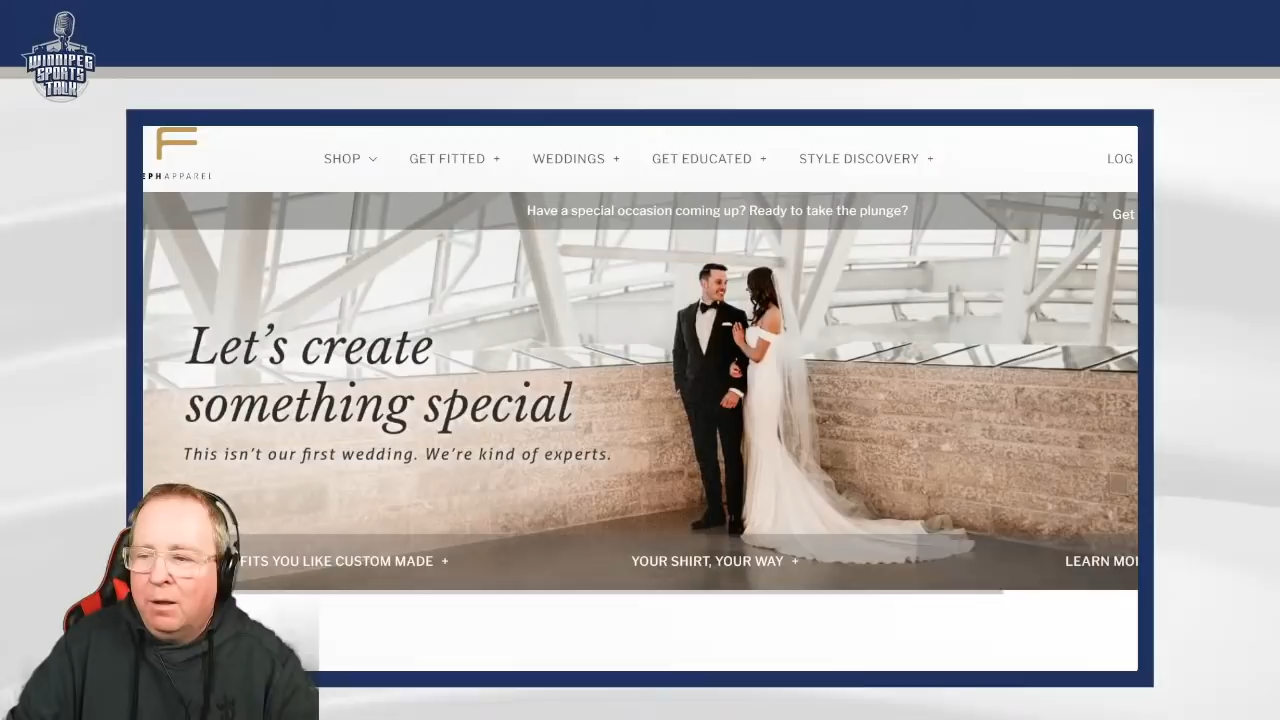 WINNIPEG
SPORTS
TALK
EPHAPPAREL
SHOP
GET FITTED +
WEDDINGS +
GET EDUCATED +
STYLE DISCOVERY +
LOG
Have a special occasion coming up? Ready to take the plunge?
Get
Let's create
something special
This isn't our first wedding. We're kind of experts.
FITS YOU LIKE CUSTOM MADE +
YOUR SHIRT, YOUR WAY +
LEARN MO